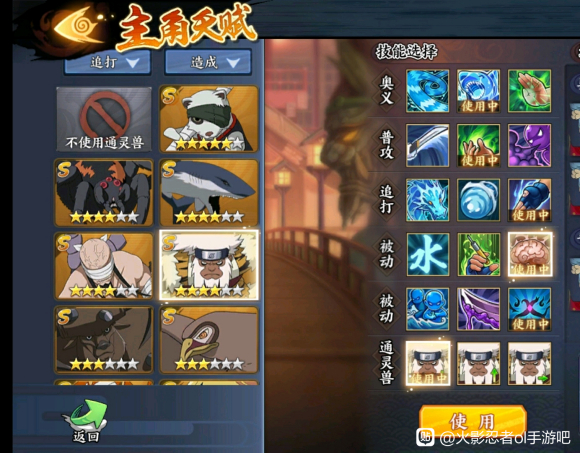 主角天赋
追打
造成
不使用通灵兽
S
S
S
S
S
S
S
返回
技能选择
奥义
使用中
普攻
使用中
追打
使用中
被动
水
使用中
被动
使用中
通灵兽
使用中
使用
贴 @火影忍者ol手游吧